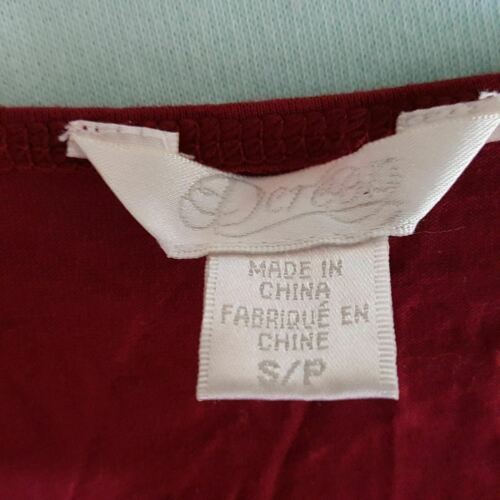 MADE IN
CHINA
FABRIQUÉ EN
CHINE
S/P